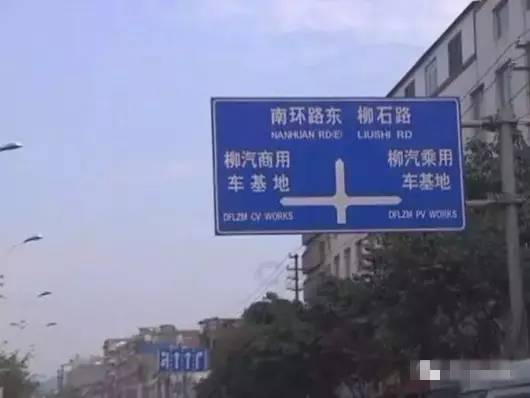 南环路东 柳石路
NANHUAN RD(E) LIUSHI RD
柳汽商用
车基地
DFLZM CV WORKS
柳汽乘用
车基地
DFLZM PV WORKS